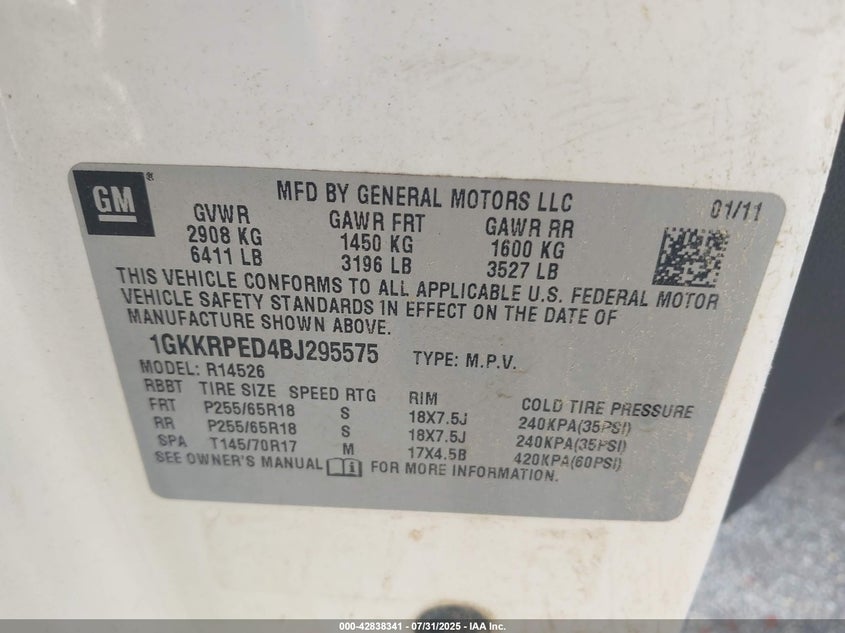 GM®
MFD BY GENERAL MOTORS LLC 01/11
GVWR GAWR FRT GAWR RR
2908 KG 1450 KG 1600 KG
6411 LB 3196 LB 3527 LB
THIS VEHICLE CONFORMS TO ALL APPLICABLE U.S. FEDERAL MOTOR
VEHICLE SAFETY STANDARDS IN EFFECT ON THE DATE OF
MANUFACTURE SHOWN ABOVE.
1GKKRPED4BJ295575 TYPE: M.P.V.
MODEL: R14526
RBBT TIRE SIZE SPEED RTG RIM COLD TIRE PRESSURE
FRT P255/65R18 S 18X7.5J 240KPA(35PSI)
RR P255/65R18 S 18X7.5J 240KPA(35PSI)
SPA T145/70R17 M 17X4.5B 420KPA(60PSI)
SEE OWNER'S MANUAL i FOR MORE INFORMATION.
000-42838341 - 07/31/2025 - IAA Inc.